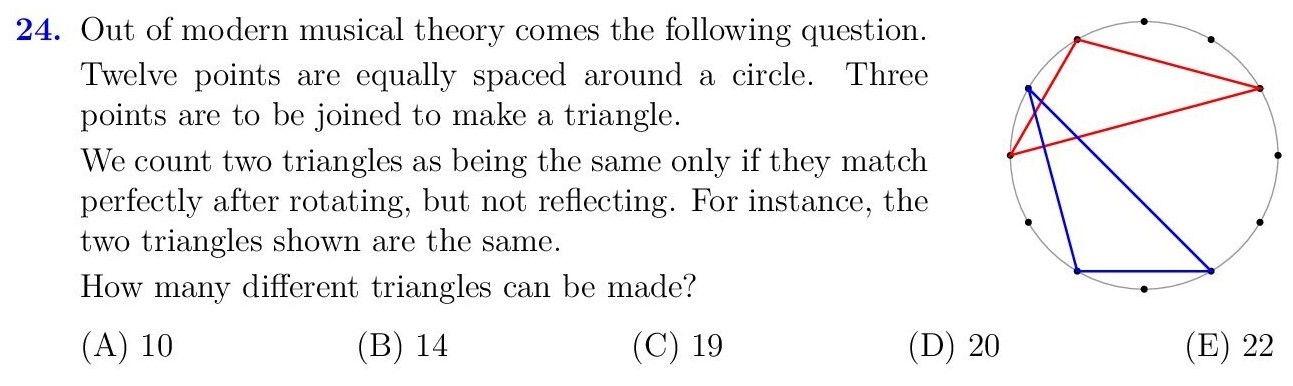 24. Out of modern musical theory comes the following question.
Twelve points are equally spaced around a circle. Three
points are to be joined to make a triangle.
We count two triangles as being the same only if they match
perfectly after rotating, but not reflecting. For instance, the
two triangles shown are the same.
How many different triangles can be made?
(A) 10 (B) 14 (C) 19 (D) 20 (E) 22